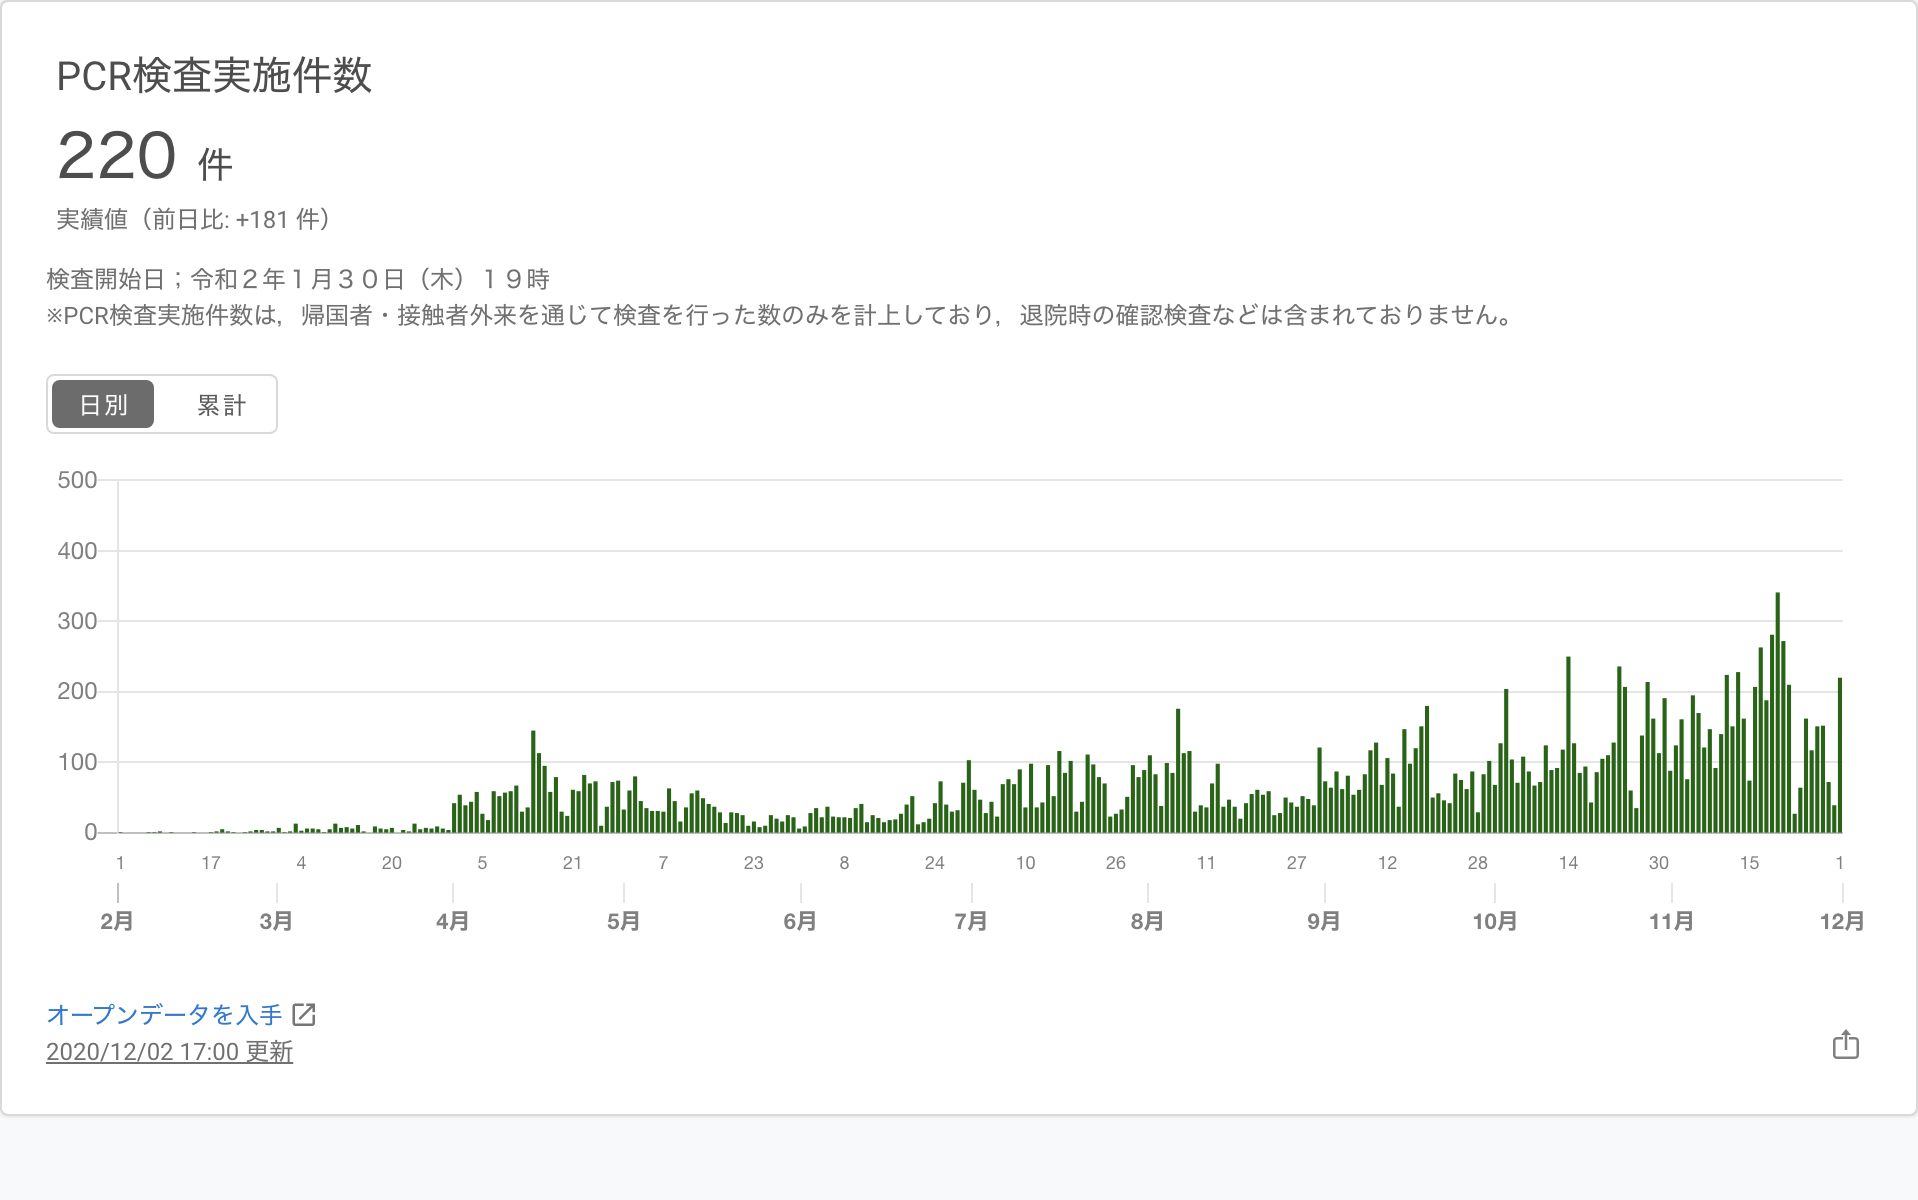 PCR検査実施件数
220 件
実績値（前日比: +181 件）
検査開始日；令和２年１月３０日（木）１９時
※PCR検査実施件数は，帰国者・接触者外来を通じて検査を行った数のみを計上しており，退院時の確認検査などは含まれておりません。
日別 累計
500
400
300
200
100
0
1 17 4 20 5 21 7 23 8 24 10 26 11 27 12 28 14 30 15 1
2月 3月 4月 5月 6月 7月 8月 9月 10月 11月 12月
オープンデータを入手
2020/12/02 17:00 更新